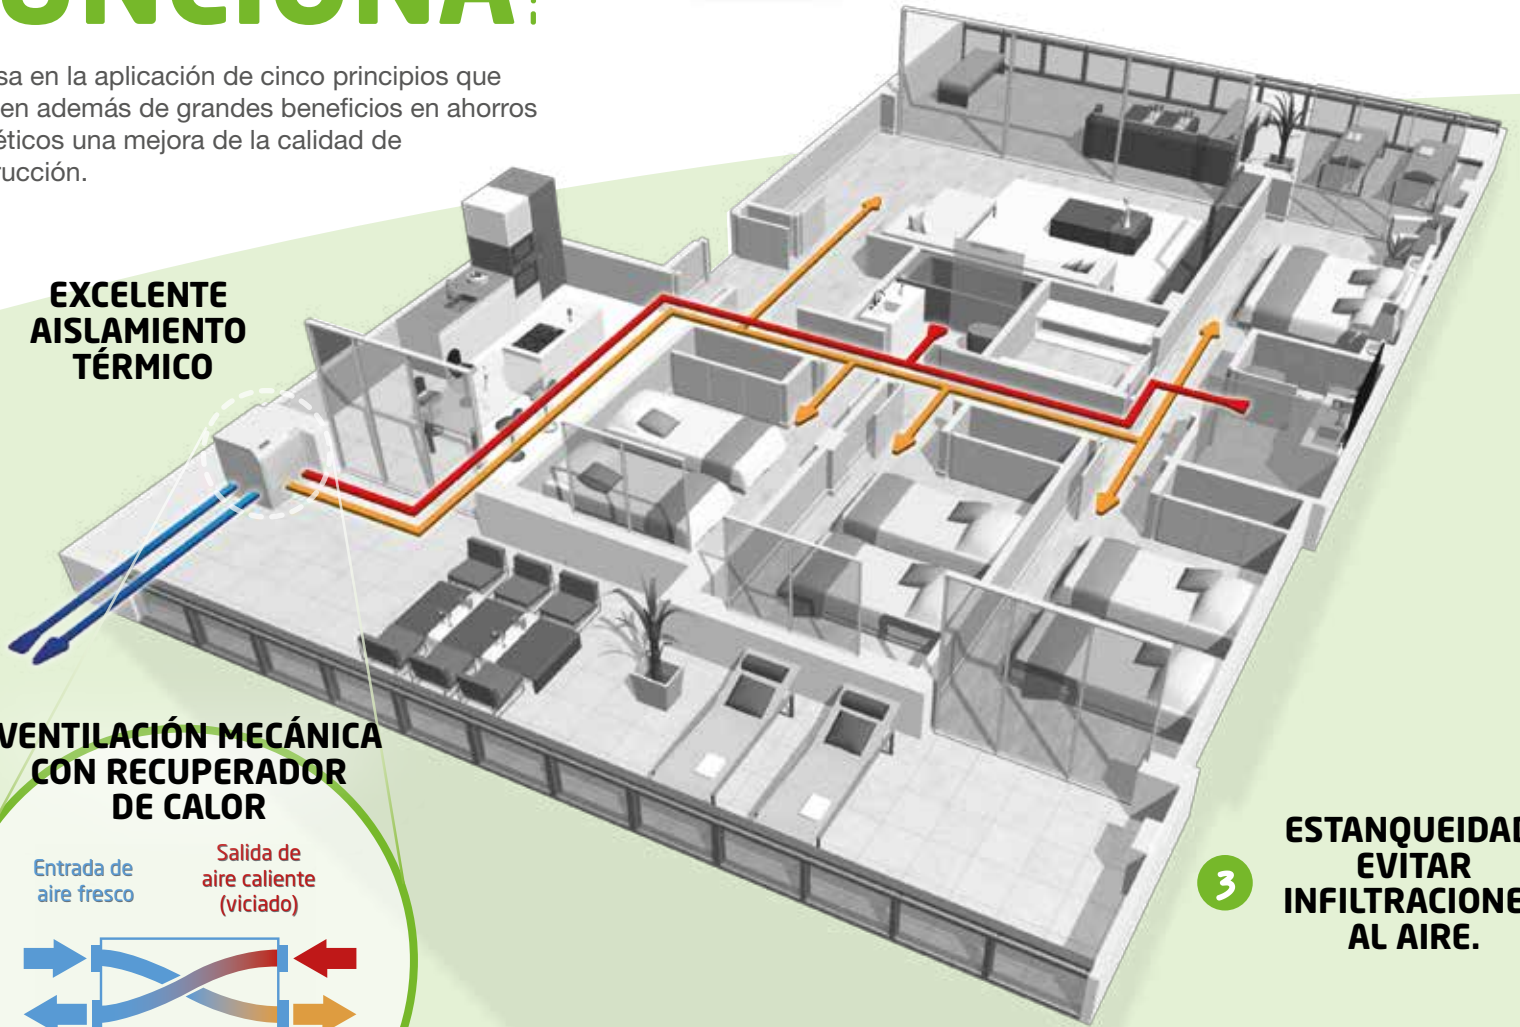 sa en la aplicación de cinco principios que
en además de grandes beneficios en ahorros
éticos una mejora de la calidad de
rucción.
EXCELENTE
AISLAMIENTO
TÉRMICO
VENTILACIÓN MECÁNICA
CON RECUPERADOR
DE CALOR
Entrada de
aire fresco
Salida de
aire caliente
(viciado)
3
ESTANQUEIDAD
EVITAR
INFILTRACIONE
AL AIRE.